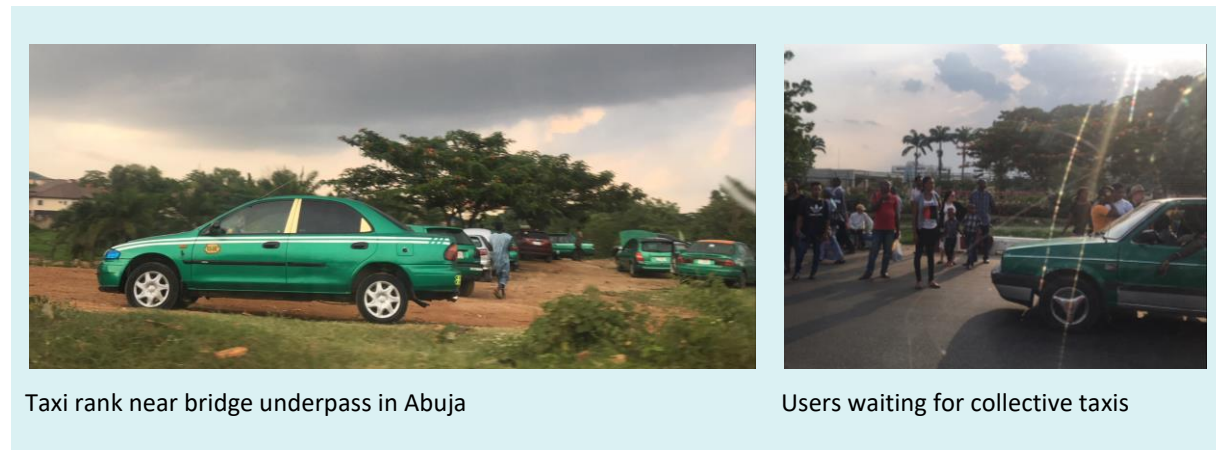 Taxi rank near bridge underpass in Abuja
Users waiting for collective taxis